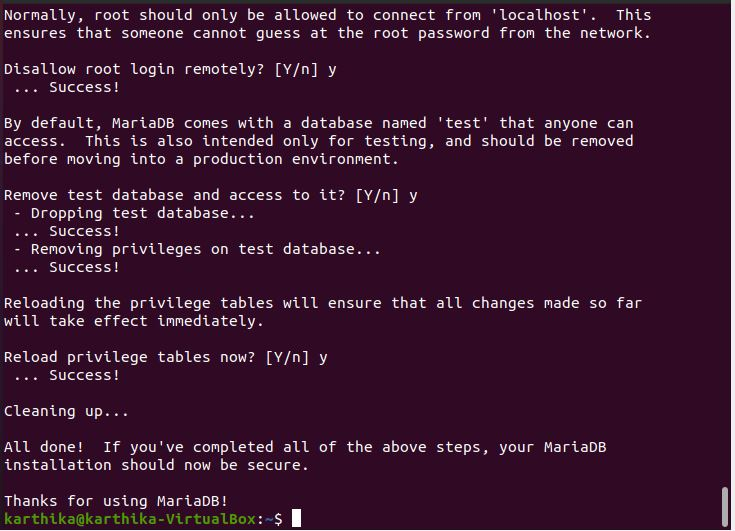 Normally, root should only be allowed to connect from 'localhost'.  This
ensures that someone cannot guess at the root password from the network.
Disallow root login remotely? [Y/n] y
 ... Success!
By default, MariaDB comes with a database named 'test' that anyone can
access.  This is also intended only for testing, and should be removed
before moving into a production environment.
Remove test database and access to it? [Y/n] y
 - Dropping test database...
 ... Success!
 - Removing privileges on test database...
 ... Success!
Reloading the privilege tables will ensure that all changes made so far
will take effect immediately.
Reload privilege tables now? [Y/n] y
 ... Success!
Cleaning up...
All done!  If you've completed all of the above steps, your MariaDB
installation should now be secure.
Thanks for using MariaDB!
karthika@karthika-VirtualBox:~$